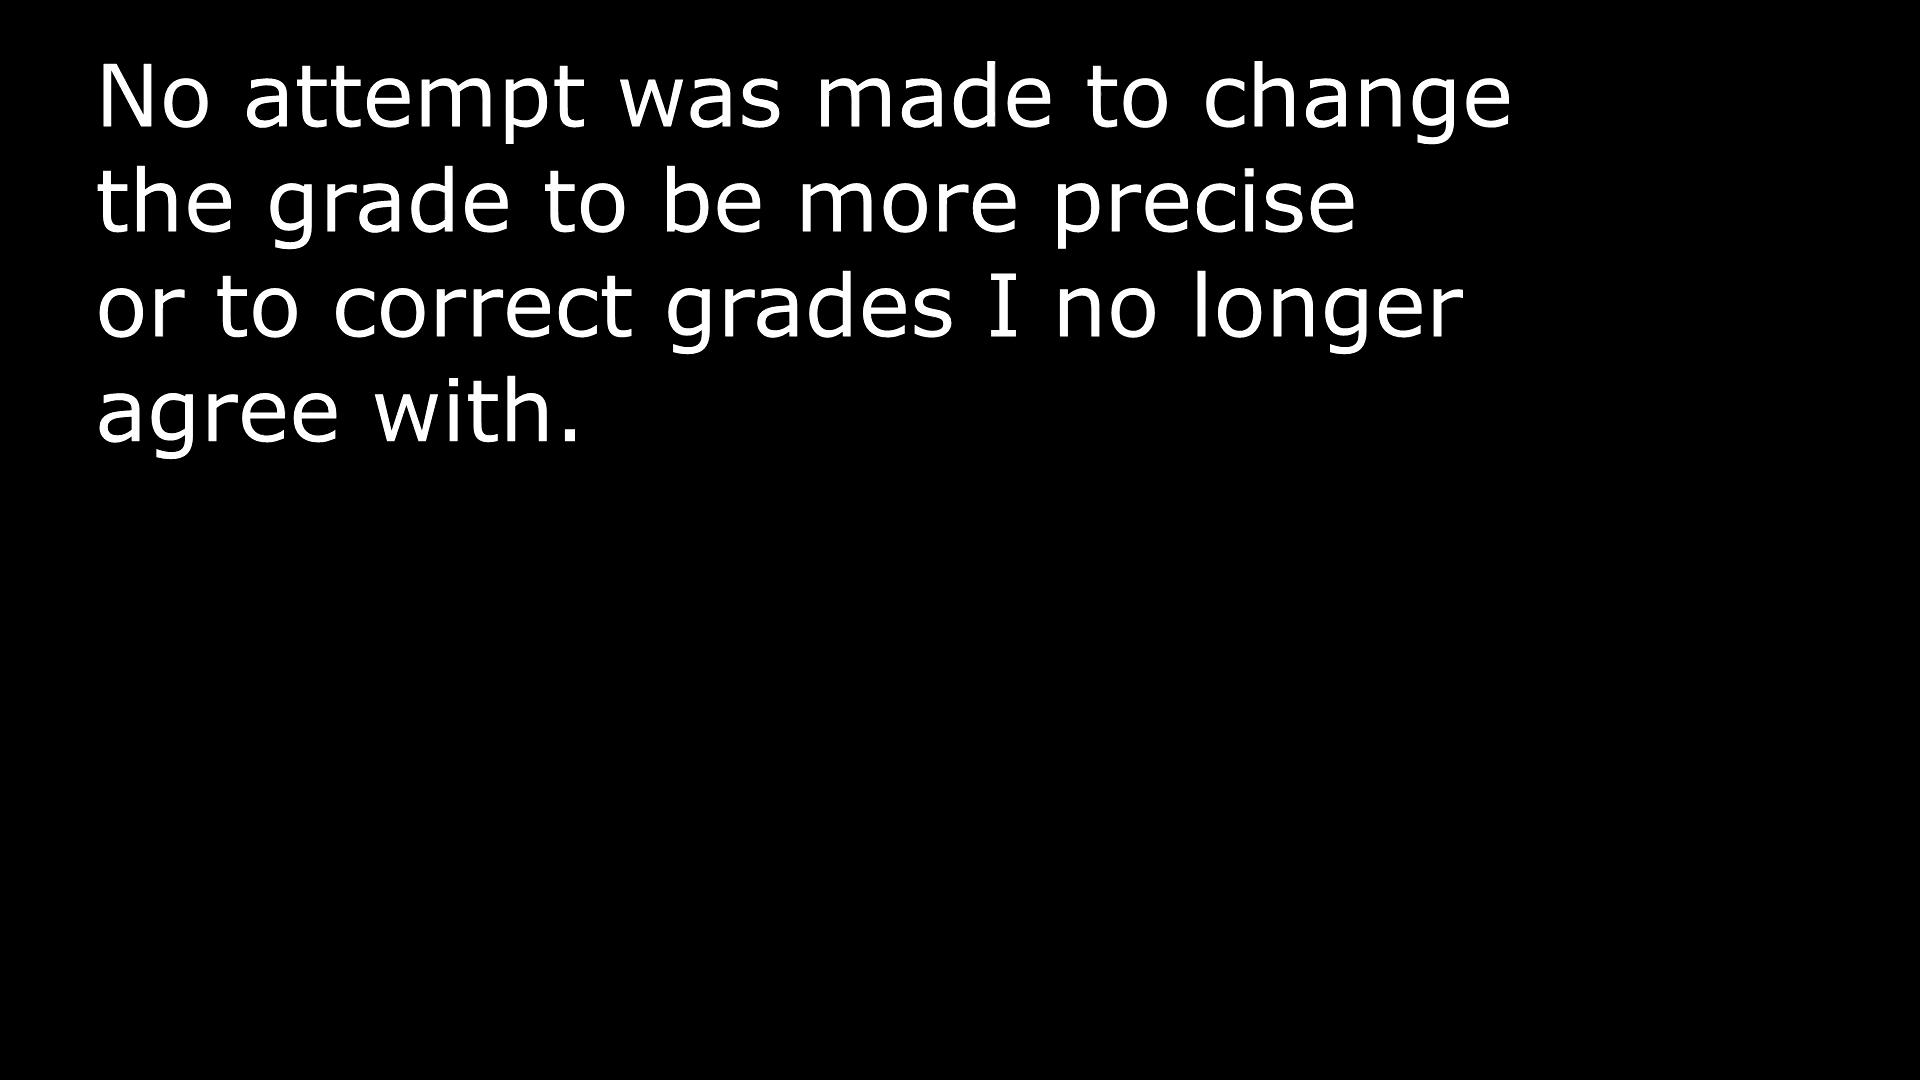 No attempt was made to change
the grade to be more precise
or to correct grades I no longer
agree with.